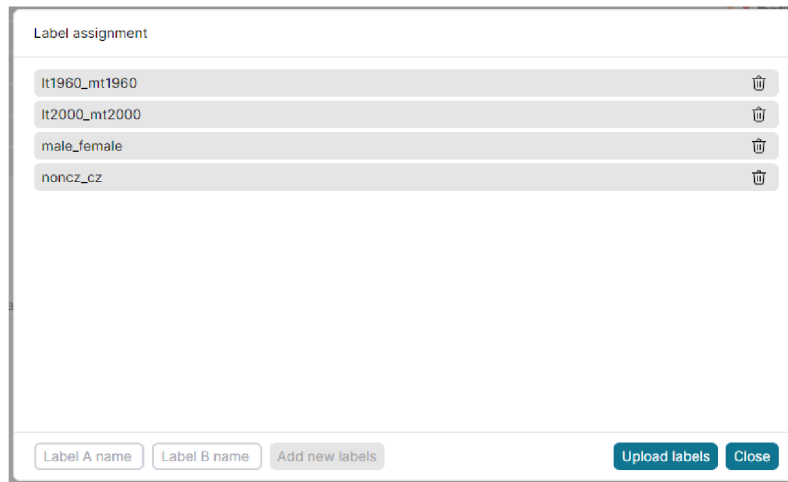 Label assignment
lt1960_mt1960
lt2000_mt2000
male_female
noncz_cz
Label A name Label B name Add new labels Upload labels Close